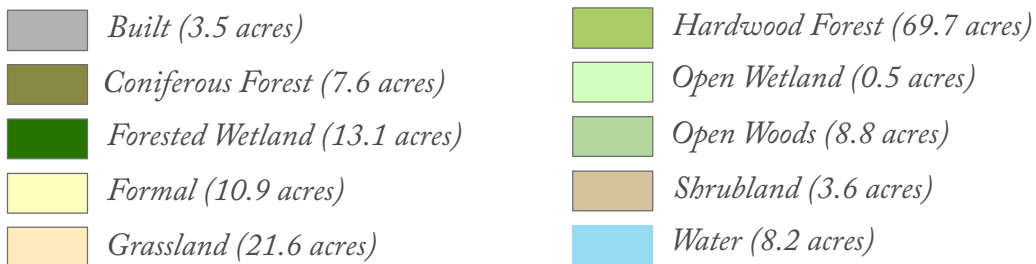 Built (3.5 acres)
Coniferous Forest (7.6 acres)
Forested Wetland (13.1 acres)
Formal (10.9 acres)
Grassland (21.6 acres)
Hardwood Forest (69.7 acres)
Open Wetland (0.5 acres)
Open Woods (8.8 acres)
Shrubland (3.6 acres)
Water (8.2 acres)